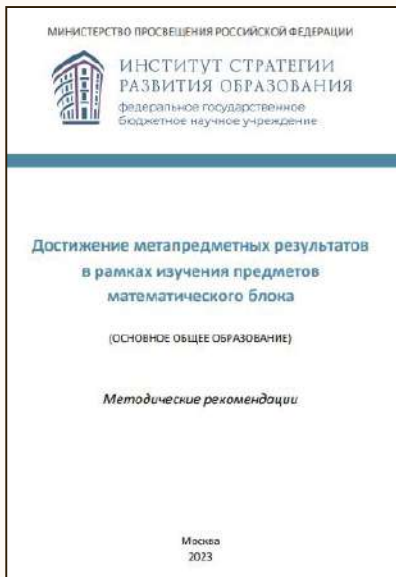 МИНИСТЕРСТВО ПРОСВЕЩЕНИЯ РОССИЙСКОЙ ФЕДЕРАЦИИ
ИНСТИТУТ СТРАТЕГИИ
РАЗВИТИЯ ОБРАЗОВАНИЯ
федеральное государственное
бюджетное научное учреждение
Достижение метапредметных результатов
в рамках изучения предметов
математического блока
(ОСНОВНОЕ ОБЩЕЕ ОБРАЗОВАНИЕ)
Методические рекомендации
Москва
2023